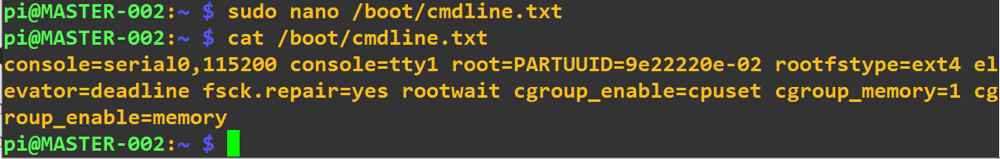 pi@MASTER-002:~ $ sudo nano /boot/cmdline.txt
pi@MASTER-002:~ $ cat /boot/cmdline.txt
console=serial0,115200 console=tty1 root=PARTUUID=9e22220e-02 rootfstype=ext4 el
evator=deadline fsck.repair=yes rootwait cgroup_enable=cpuset cgroup_memory=1 cg
roup_enable=memory
pi@MASTER-002:~ $